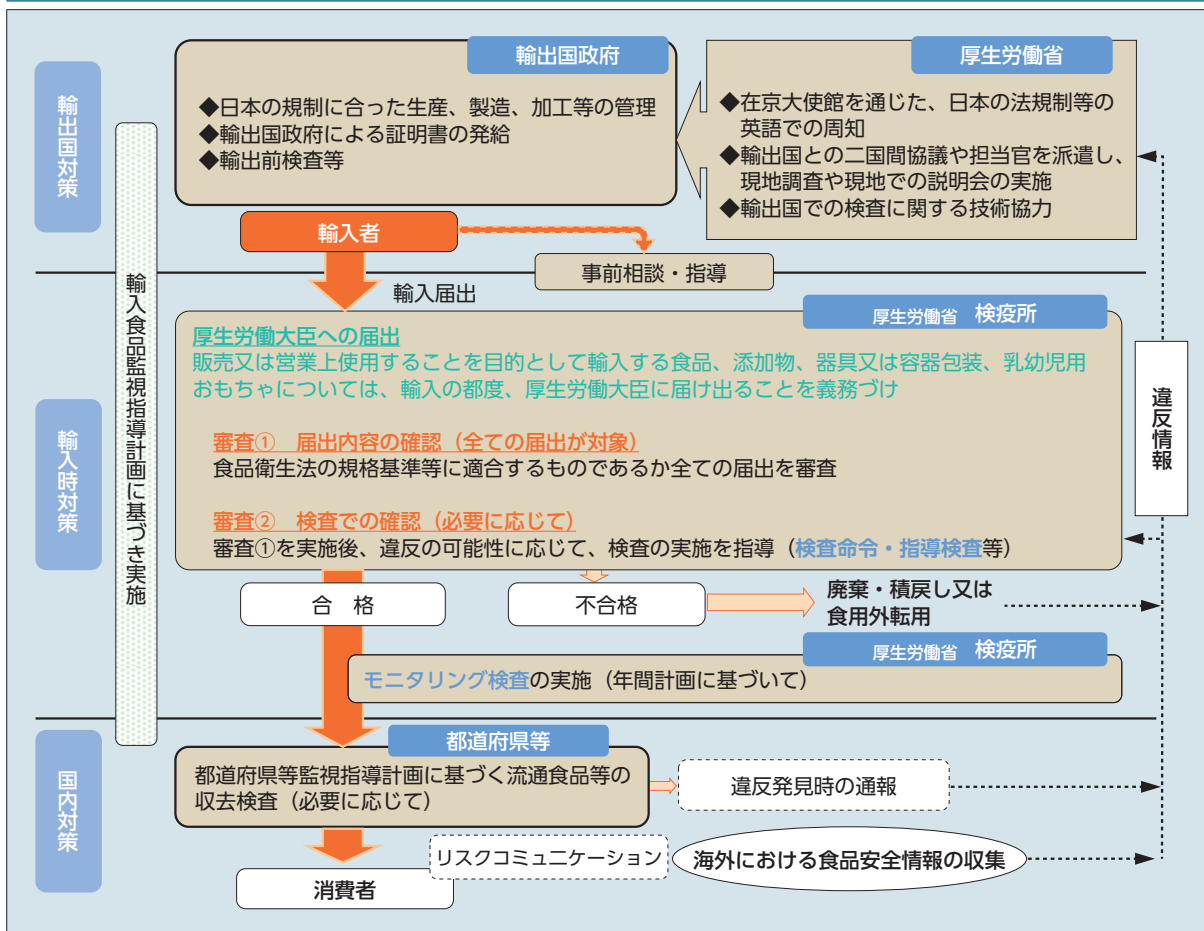 輸出国対策
輸入時対策
国内対策
輸入食品監視指導計画に基づき実施
輸出国政府
◆日本の規制に合った生産、製造、加工等の管理
◆輸出国政府による証明書の発給
◆輸出前検査等
厚生労働省
◆在京大使館を通じた、日本の法規制等の
英語での周知
◆輸出国との二国間協議や担当官を派遣し、
現地調査や現地での説明会の実施
◆輸出国での検査に関する技術協力
輸入者
事前相談・指導
輸入届出
厚生労働省 検疫所
厚生労働大臣への届出
販売又は営業上使用することを目的として輸入する食品、添加物、器具又は容器包装、乳幼児用
おもちゃについては、輸入の都度、厚生労働大臣に届け出ることを義務づけ
審査① 届出内容の確認（全ての届出が対象）
食品衛生法の規格基準等に適合するものであるか全ての届出を審査
審査② 検査での確認（必要に応じて）
審査①を実施後、違反の可能性に応じて、検査の実施を指導（検査命令・指導検査等）
違反情報
合 格
不合格
廃棄・積戻し又は
食用外転用
厚生労働省 検疫所
モニタリング検査の実施（年間計画に基づいて）
都道府県等
都道府県等監視指導計画に基づく流通食品等の
収去検査（必要に応じて）
違反発見時の通報
リスクコミュニケーション
海外における食品安全情報の収集
消費者